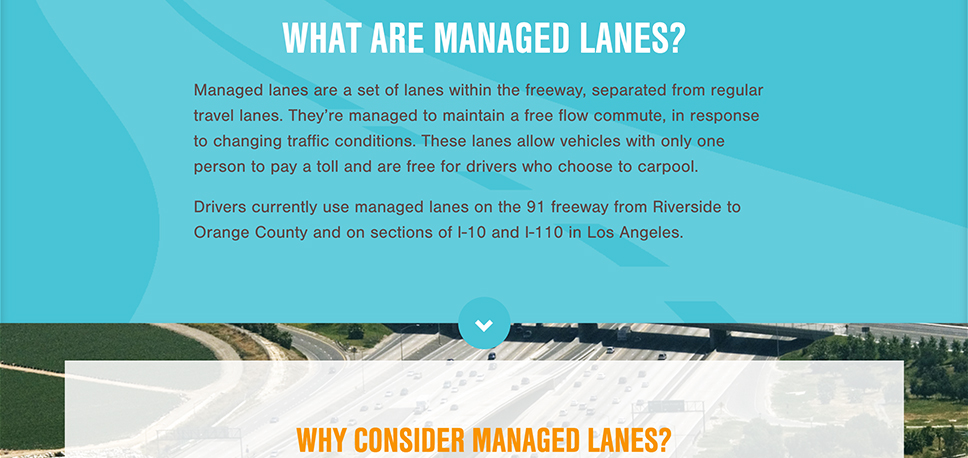 WHAT ARE MANAGED LANES?
Managed lanes are a set of lanes within the freeway, separated from regular
travel lanes. They’re managed to maintain a free flow commute, in response
to changing traffic conditions. These lanes allow vehicles with only one
person to pay a toll and are free for drivers who choose to carpool.
Drivers currently use managed lanes on the 91 freeway from Riverside to
Orange County and on sections of I-10 and I-110 in Los Angeles.
WHY CONSIDER MANAGED LANES?